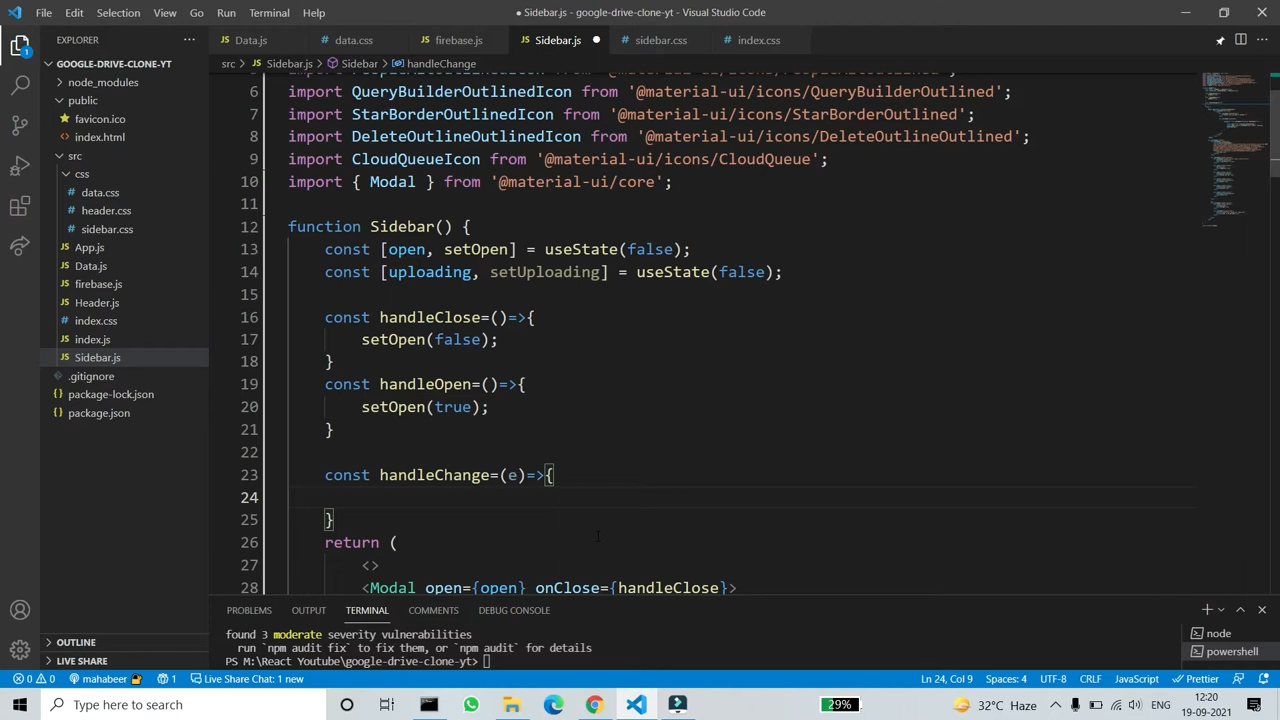 File Edit Selection View Go Run Terminal Help
● Sidebar.js - google-drive-clone-yt - Visual Studio Code
EXPLORER ···
JS Data.js
# data.css
JS firebase.js
JS Sidebar.js ●
# sidebar.css
# index.css
src > JS Sidebar.js > Sidebar > handleChange
GOOGLE-DRIVE-CLONE-YT
> node_modules
public
favicon.ico
<> index.html
src
css
# data.css
# header.css
# sidebar.css
JS App.js
JS Data.js
JS firebase.js
JS Header.js
# index.css
JS index.js
JS Sidebar.js
.gitignore
{} package-lock.json
{} package.json
> OUTLINE
> LIVE SHARE
6 import QueryBuilderOutlinedIcon from '@material-ui/icons/QueryBuilderOutlined';
7 import StarBorderOutlinedIcon from '@material-ui/icons/StarBorderOutlined';
8 import DeleteOutlineOutlinedIcon from '@material-ui/icons/DeleteOutlineOutlined';
9 import CloudQueueIcon from '@material-ui/icons/CloudQueue';
10 import { Modal } from '@material-ui/core';
11
12 function Sidebar() {
13 const [open, setOpen] = useState(false);
14 const [uploading, setUploading] = useState(false);
15
16 const handleClose=()=>{
17 setOpen(false);
18 }
19 const handleOpen=()=>{
20 setOpen(true);
21 }
22
23 const handleChange=(e)=>{
24
25 }
26 return (
27 <>
28 <Modal open={open} onClose={handleClose}>
PROBLEMS OUTPUT TERMINAL COMMENTS DEBUG CONSOLE
found 3 moderate severity vulnerabilities
run `npm audit fix` to fix them, or `npm audit` for details
PS M:\React Youtube\google-drive-clone-yt>
node
powershell
0 0 mahabeer 1 Live Share Chat: 1 new
Ln 24, Col 9 Spaces: 4 UTF-8 CRLF JavaScript Prettier
Type here to search
29%
32°C Haze
ENG
12:20
19-09-2021